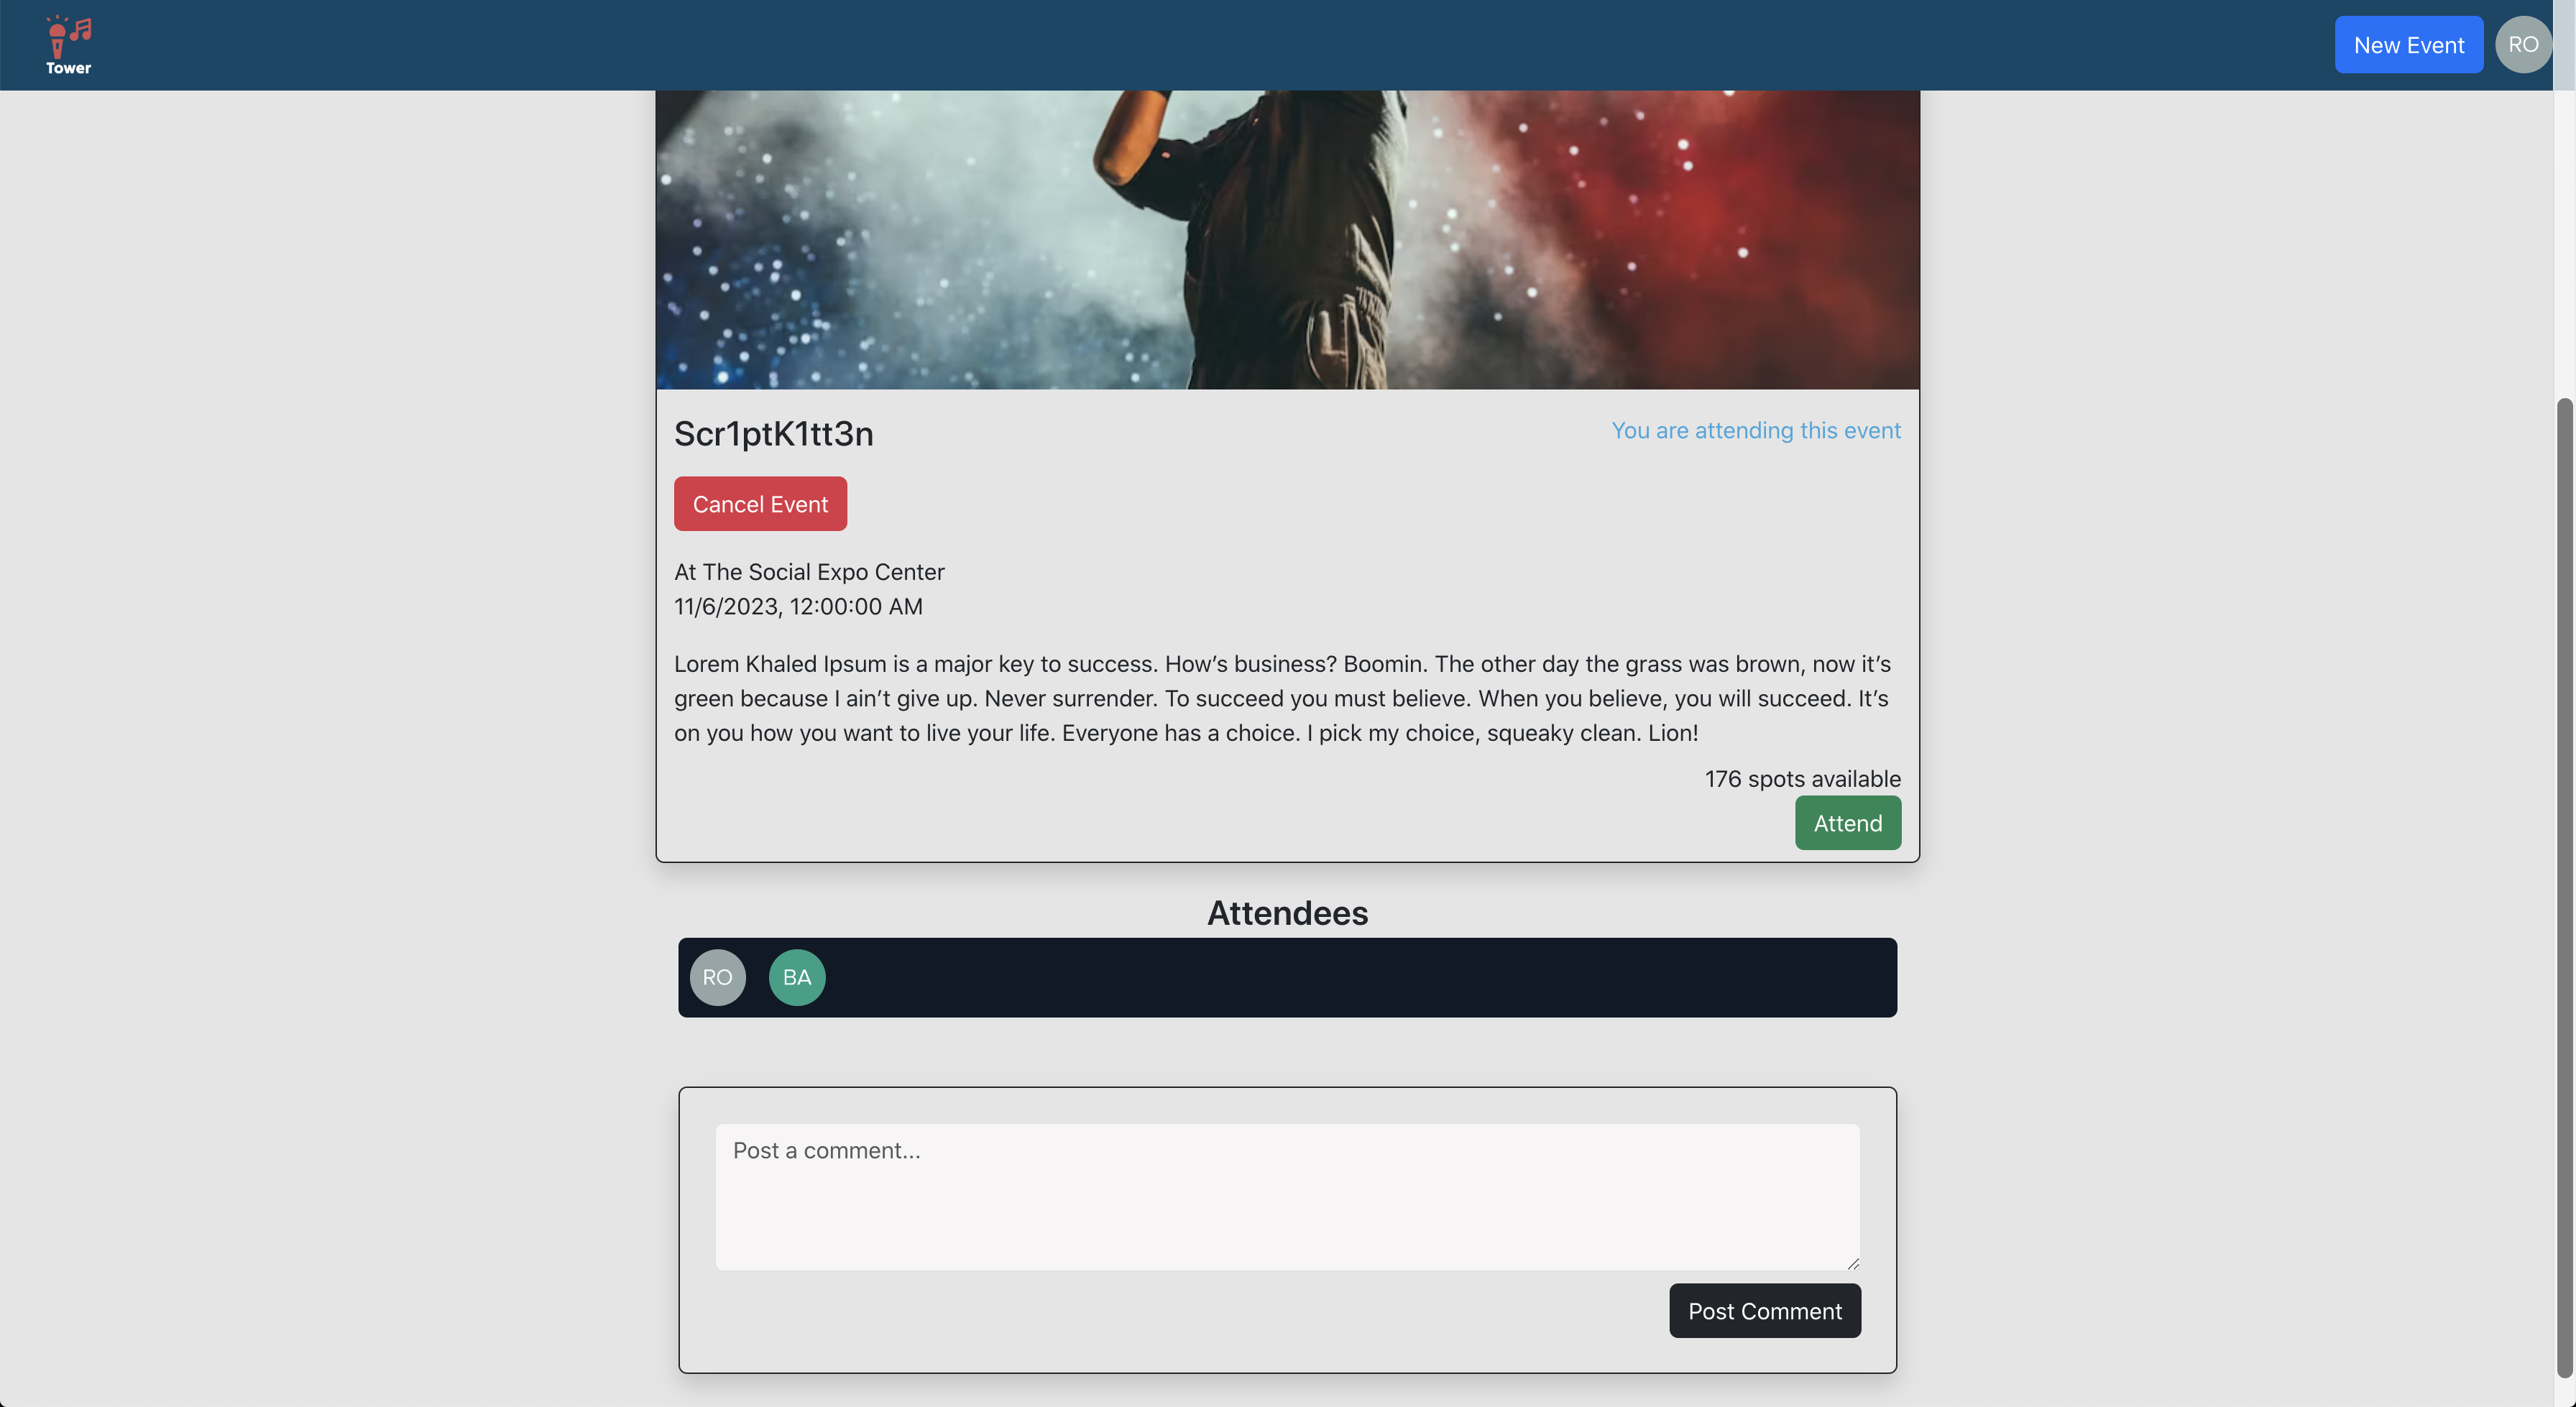 Tower
New Event
RO
Scr1ptK1tt3n
You are attending this event
Cancel Event
At The Social Expo Center
11/6/2023, 12:00:00 AM
Lorem Khaled Ipsum is a major key to success. How’s business? Boomin. The other day the grass was brown, now it’s
green because I ain’t give up. Never surrender. To succeed you must believe. When you believe, you will succeed. It’s
on you how you want to live your life. Everyone has a choice. I pick my choice, squeaky clean. Lion!
176 spots available
Attend
Attendees
RO
BA
Post a comment...
Post Comment